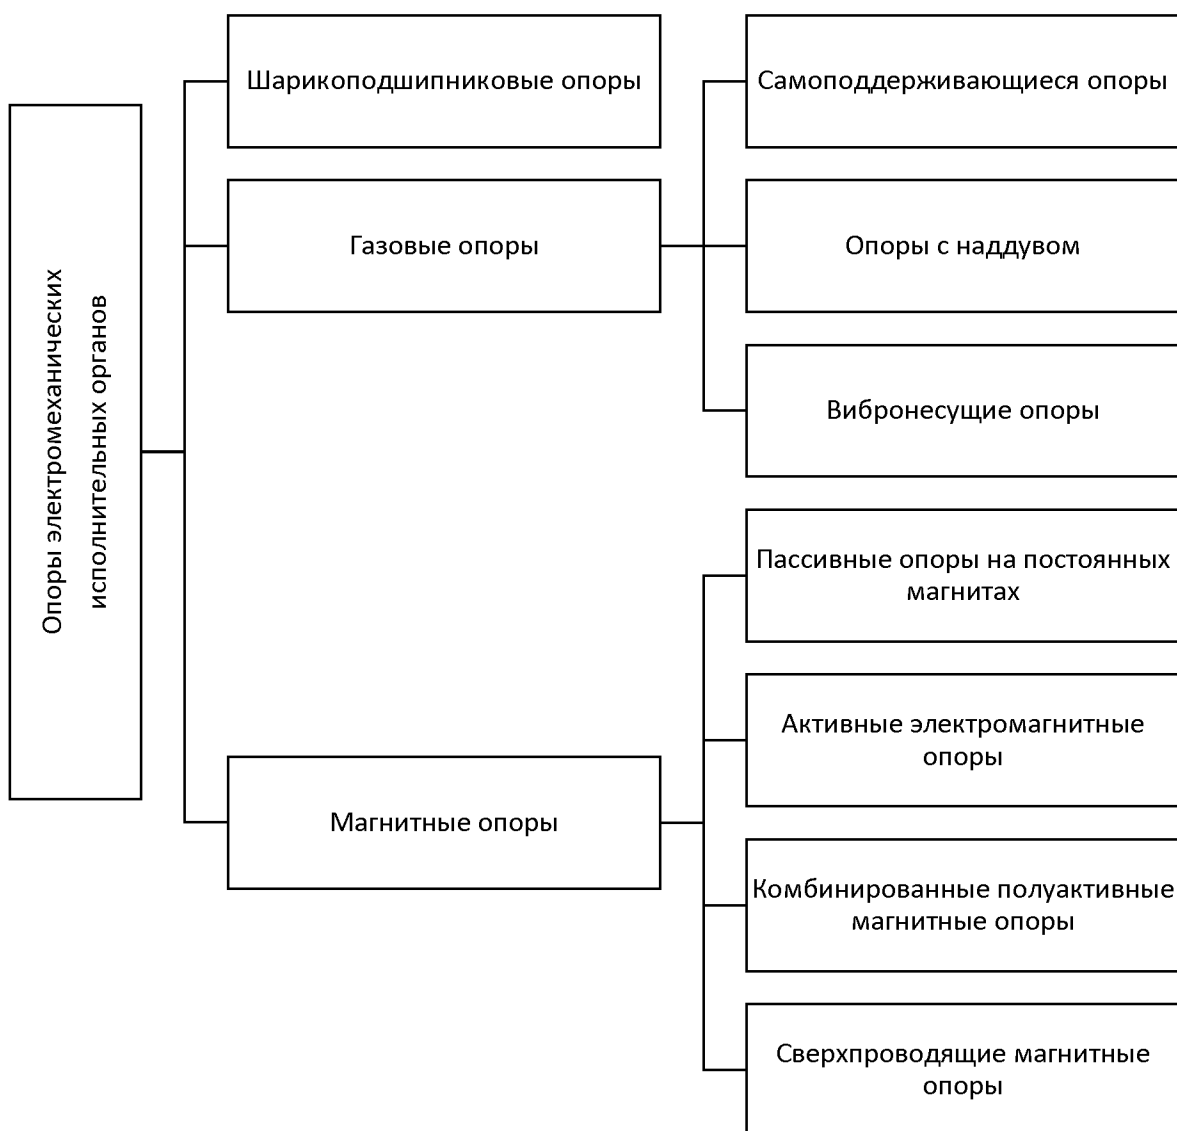 Опоры электромеханических
исполнительных органов
Шарикоподшипниковые опоры
Газовые опоры
Самоподдерживающиеся опоры
Опоры с наддувом
Вибронесущие опоры
Магнитные опоры
Пассивные опоры на постоянных
магнитах
Активные электромагнитные
опоры
Комбинированные полуактивные
магнитные опоры
Сверхпроводящие магнитные
опоры